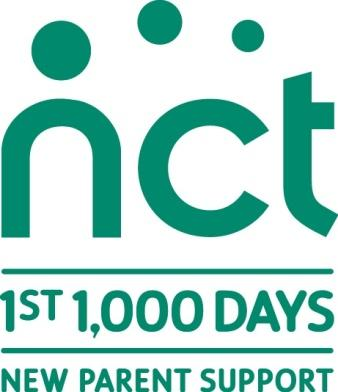 nct
1ST 1,000 DAYS
NEW PARENT SUPPORT